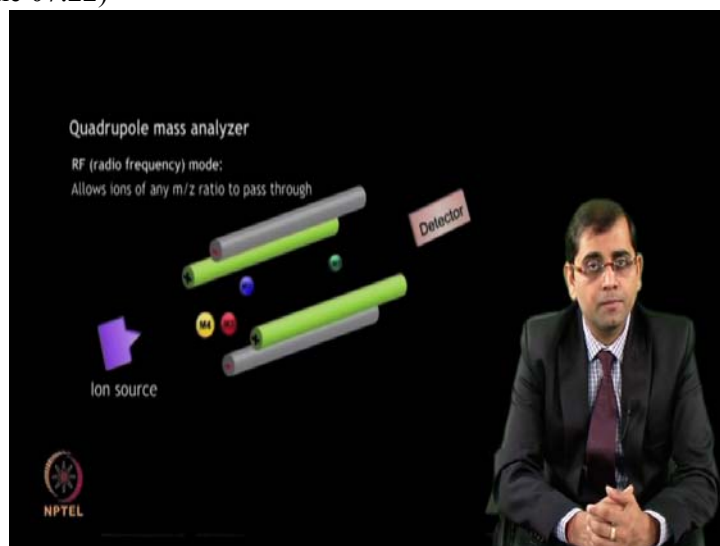 Quadrupole mass analyzer
RF (radio frequency) mode:
Allows ions of any m/z ratio to pass through
Detector
M4
Ion source
NPTEL